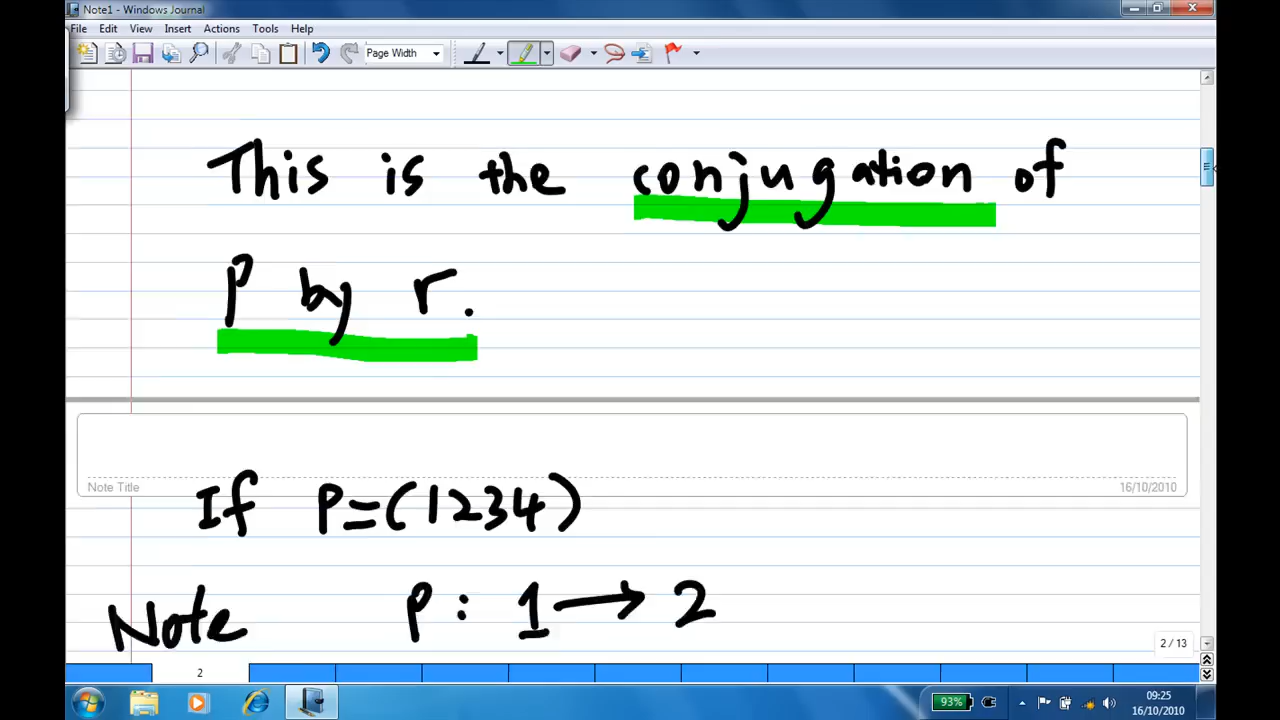 Note1 - Windows Journal
File Edit View Insert Actions Tools Help
Page Width
This is the conjugation of
p by r.
Note Title
16/10/2010
If p=(1234)
Note p: 1 → 2
2 / 13
2
93%
09:25
16/10/2010